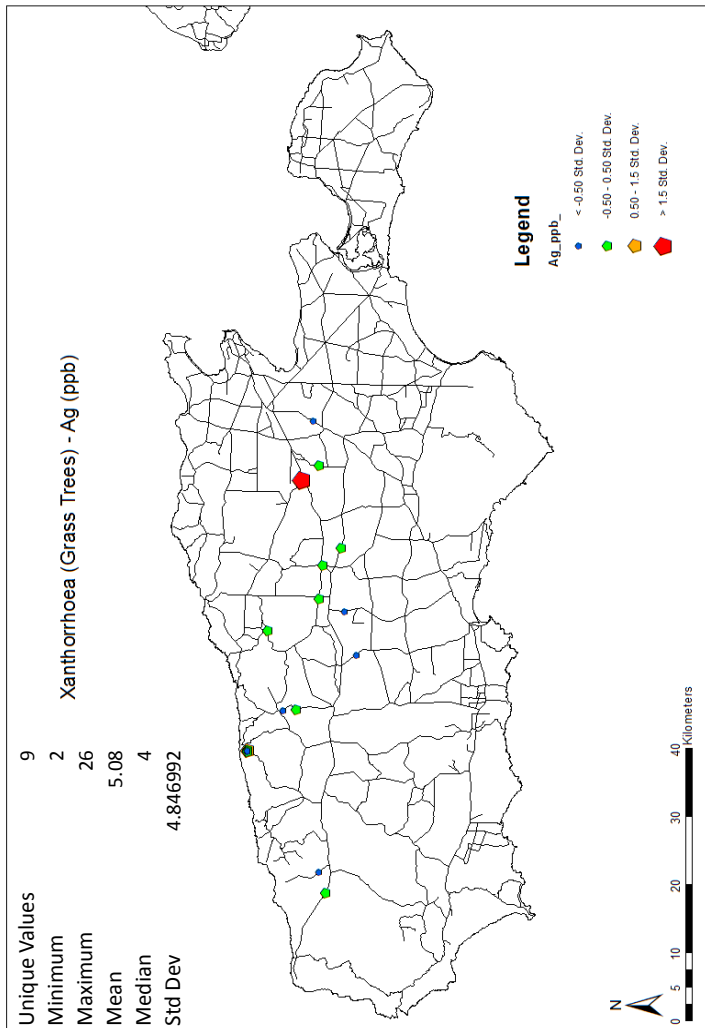 Unique Values 9
Minimum 2
Maximum 26
Mean 5.08
Median 4
Std Dev 4.846992
Xanthorrhoea (Grass Trees) - Ag (ppb)
Legend
Ag_ppb_
< -0.50 Std. Dev.
-0.50 - 0.50 Std. Dev.
0.50 - 1.5 Std. Dev.
> 1.5 Std. Dev.
N
0 5 10 20 30 40
Kilometers